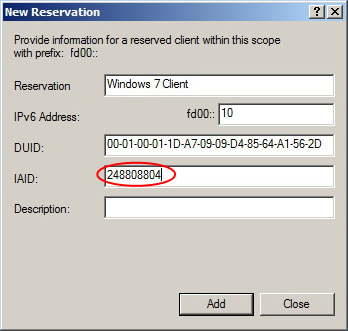 New Reservation
Provide information for a reserved client within this scope
with prefix: fd00::
Reservation Windows 7 Client
IPv6 Address: fd00:: 10
DUID: 00-01-00-01-1D-A7-09-09-D4-85-64-A1-56-2D
IAID: 248808804
Description:
Add Close